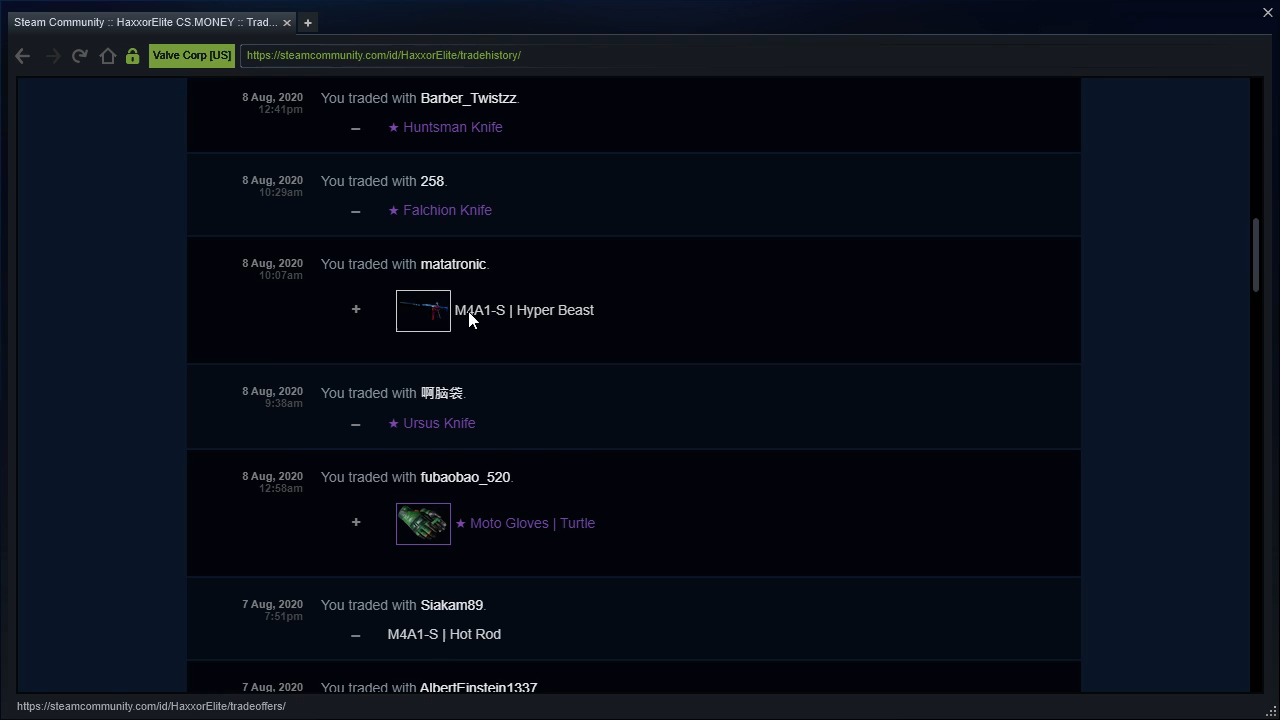 Steam Community :: HaxxorElite CS.MONEY :: Trad...
Valve Corp [US]
https://steamcommunity.com/id/HaxxorElite/tradehistory/
8 Aug, 2020
12:41pm
You traded with Barber_Twistzz.
– ★ Huntsman Knife
8 Aug, 2020
10:29am
You traded with 258.
– ★ Falchion Knife
8 Aug, 2020
10:07am
You traded with matatronic.
+ M4A1-S | Hyper Beast
8 Aug, 2020
9:38am
You traded with 啊脑袋.
– ★ Ursus Knife
8 Aug, 2020
12:58am
You traded with fubaobao_520.
+ ★ Moto Gloves | Turtle
7 Aug, 2020
7:51pm
You traded with Siakam89.
– M4A1-S | Hot Rod
7 Aug, 2020
You traded with AlbertEinstein1337
https://steamcommunity.com/id/HaxxorElite/tradeoffers/